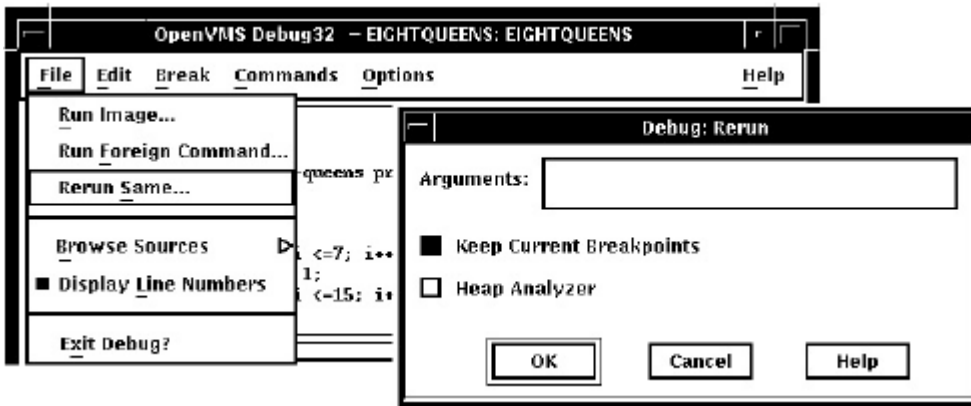 OpenVMS Debug32 - EIGHTQUEENS: EIGHTQUEENS
File Edit Break Commands Options Help
Run Image...
Run Foreign Command...
Rerun Same...
Browse Sources
Display Line Numbers
Exit Debug?
-queens pr
i <=7; i++
1;
i <=15; i+
Debug: Rerun
Arguments:
Keep Current Breakpoints
Heap Analyzer
OK Cancel Help